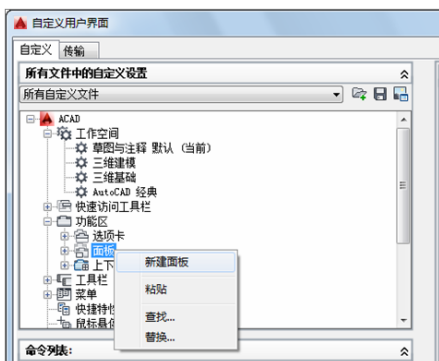 自定义用户界面
自定义 传输
所有文件中的自定义设置
所有自定义文件
ACAD
工作空间
草图与注释 默认 (当前)
三维建模
三维基础
AutoCAD 经典
快速访问工具栏
功能区
选项卡
面板
上下
新建面板
工具栏
粘贴
菜单
快捷特性
查找...
鼠标悬
替换...
命令列表: